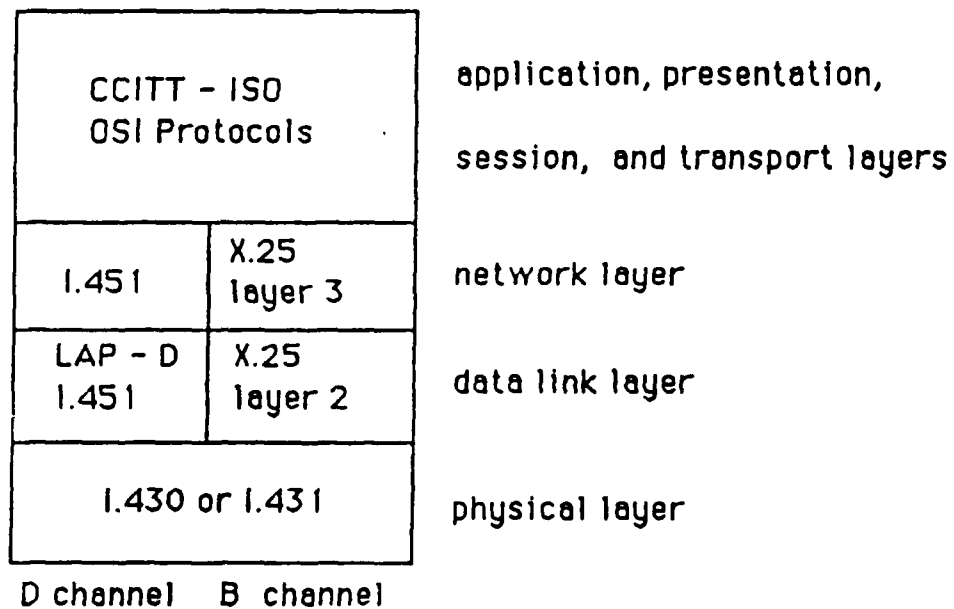 CCITT - ISO
OSI Protocols
application, presentation,
session, and transport layers
I.451
X.25
layer 3
network layer
LAP - D
I.451
X.25
layer 2
data link layer
I.430 or I.431
physical layer
D channel B channel